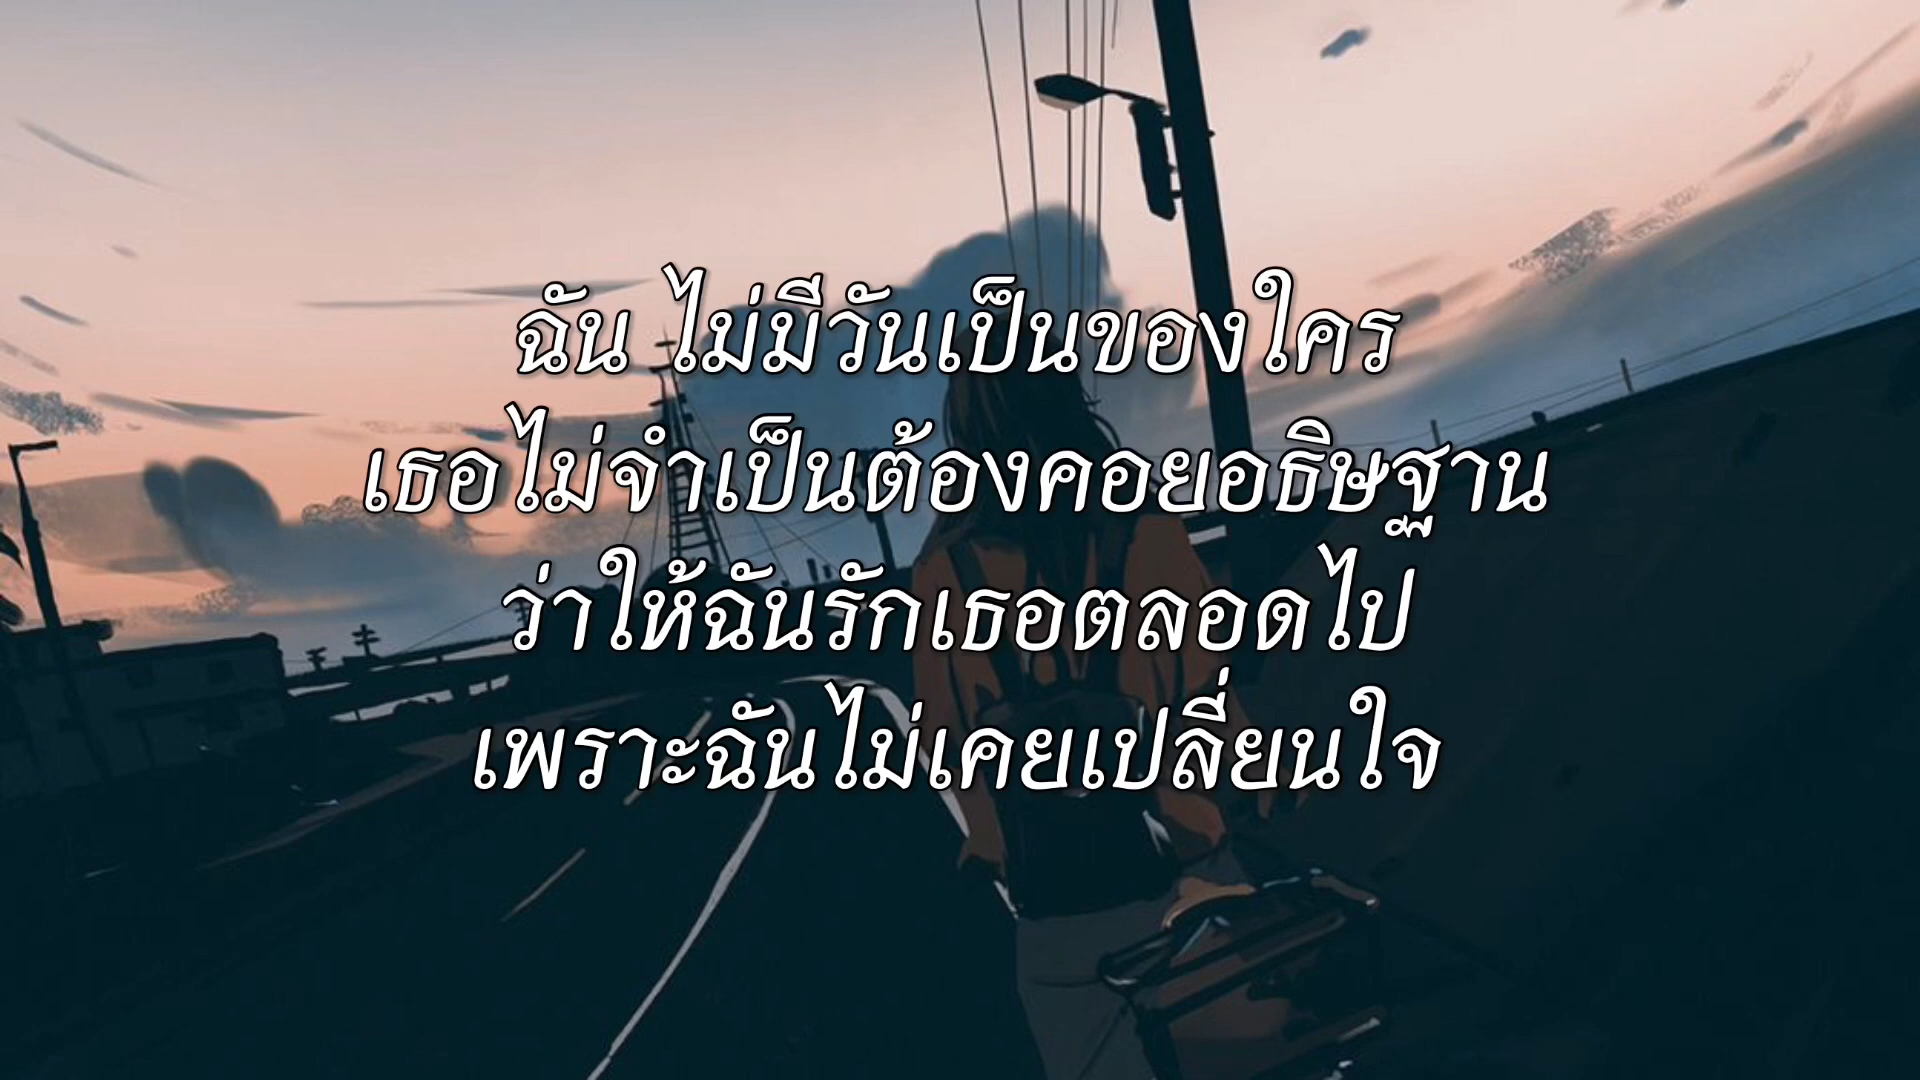 ฉัน ไม่มีวันเป็นของใคร
เธอไม่จำเป็นต้องคอยอธิษฐาน
ว่าให้ฉันรักเธอตลอดไป
เพราะฉันไม่เคยเปลี่ยนใจ